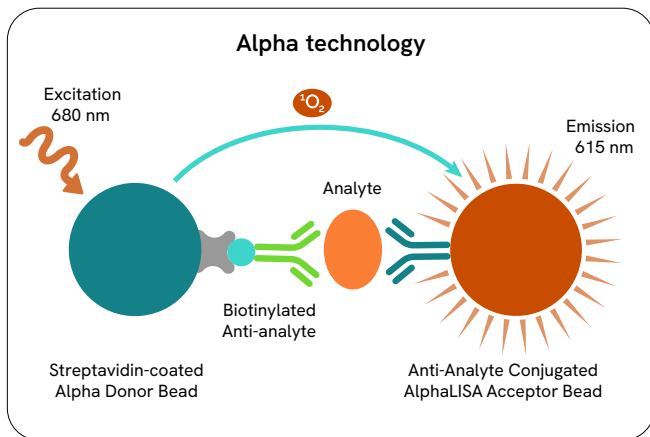 Alpha technology
Excitation
680 nm
¹O₂
Emission
615 nm
Analyte
Biotinylated
Anti-analyte
Streptavidin-coated
Alpha Donor Bead
Anti-Analyte Conjugated
AlphaLISA Acceptor Bead